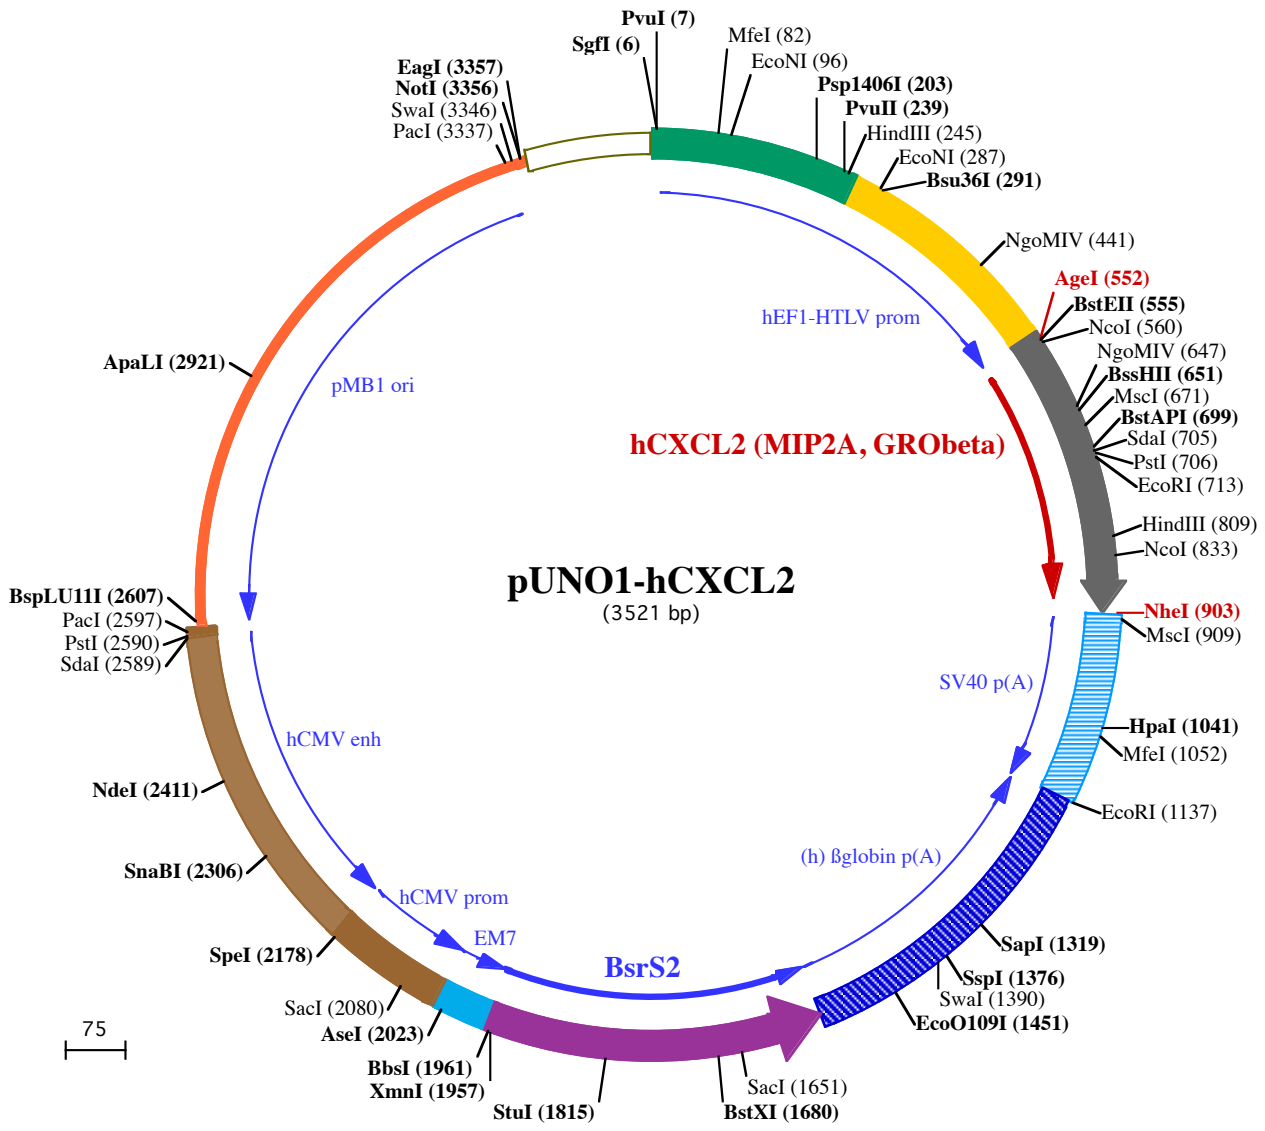 PvuI (7)
SgfI (6)
MfeI (82)
EcoNI (96)
Psp1406I (203)
PvuII (239)
HindIII (245)
EcoNI (287)
Bsu36I (291)
NgoMIV (441)
AgeI (552)
BstEII (555)
NcoI (560)
NgoMIV (647)
BssHII (651)
MscI (671)
BstAPI (699)
SdaI (705)
PstI (706)
EcoRI (713)
HindIII (809)
NcoI (833)
NheI (903)
MscI (909)
HpaI (1041)
MfeI (1052)
EcoRI (1137)
SapI (1319)
SspI (1376)
SwaI (1390)
EcoO109I (1451)
SacI (1651)
BstXI (1680)
StuI (1815)
XmnI (1957)
BbsI (1961)
AseI (2023)
SacI (2080)
SpeI (2178)
SnaBI (2306)
NdeI (2411)
SdaI (2589)
PstI (2590)
PacI (2597)
BspLU11I (2607)
ApaLI (2921)
PacI (3337)
SwaI (3346)
NotI (3356)
EagI (3357)
hEF1-HTLV prom
hCXCL2 (MIP2A, GRObeta)
SV40 p(A)
(h) ßglobin p(A)
BsrS2
EM7
hCMV prom
hCMV enh
pMB1 ori
pUNO1-hCXCL2
(3521 bp)
75